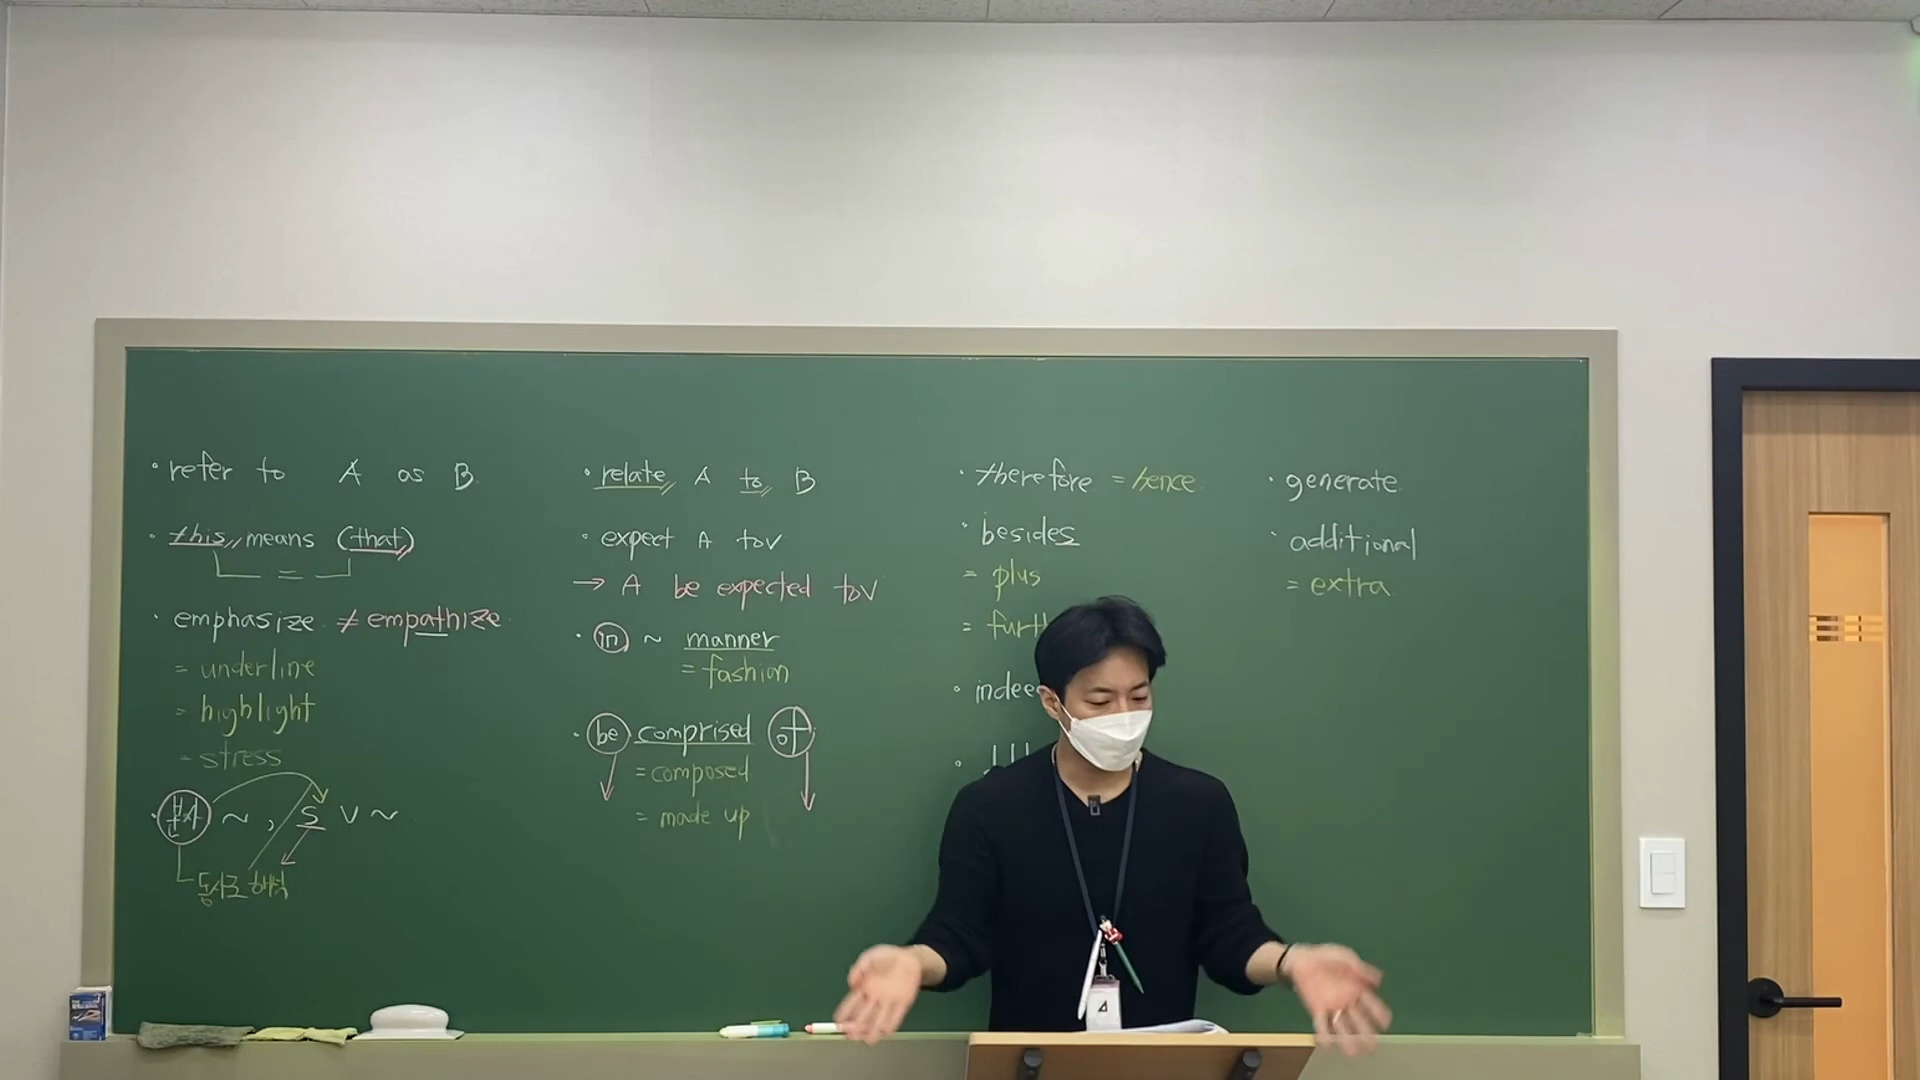 · refer to A as B
· this means (that)
=
· emphasize ≠ empathize
= underline
= highlight
= stress
· 분사 ~ , S V ~
동시로 해석
· relate A to B
· expect A to V
→ A be expected to V
· in ~ manner
= fashion
· be comprised of
= composed
= made up
· therefore = hence
· besides
= plus
= furt
· indee
· generate
· additional
= extra